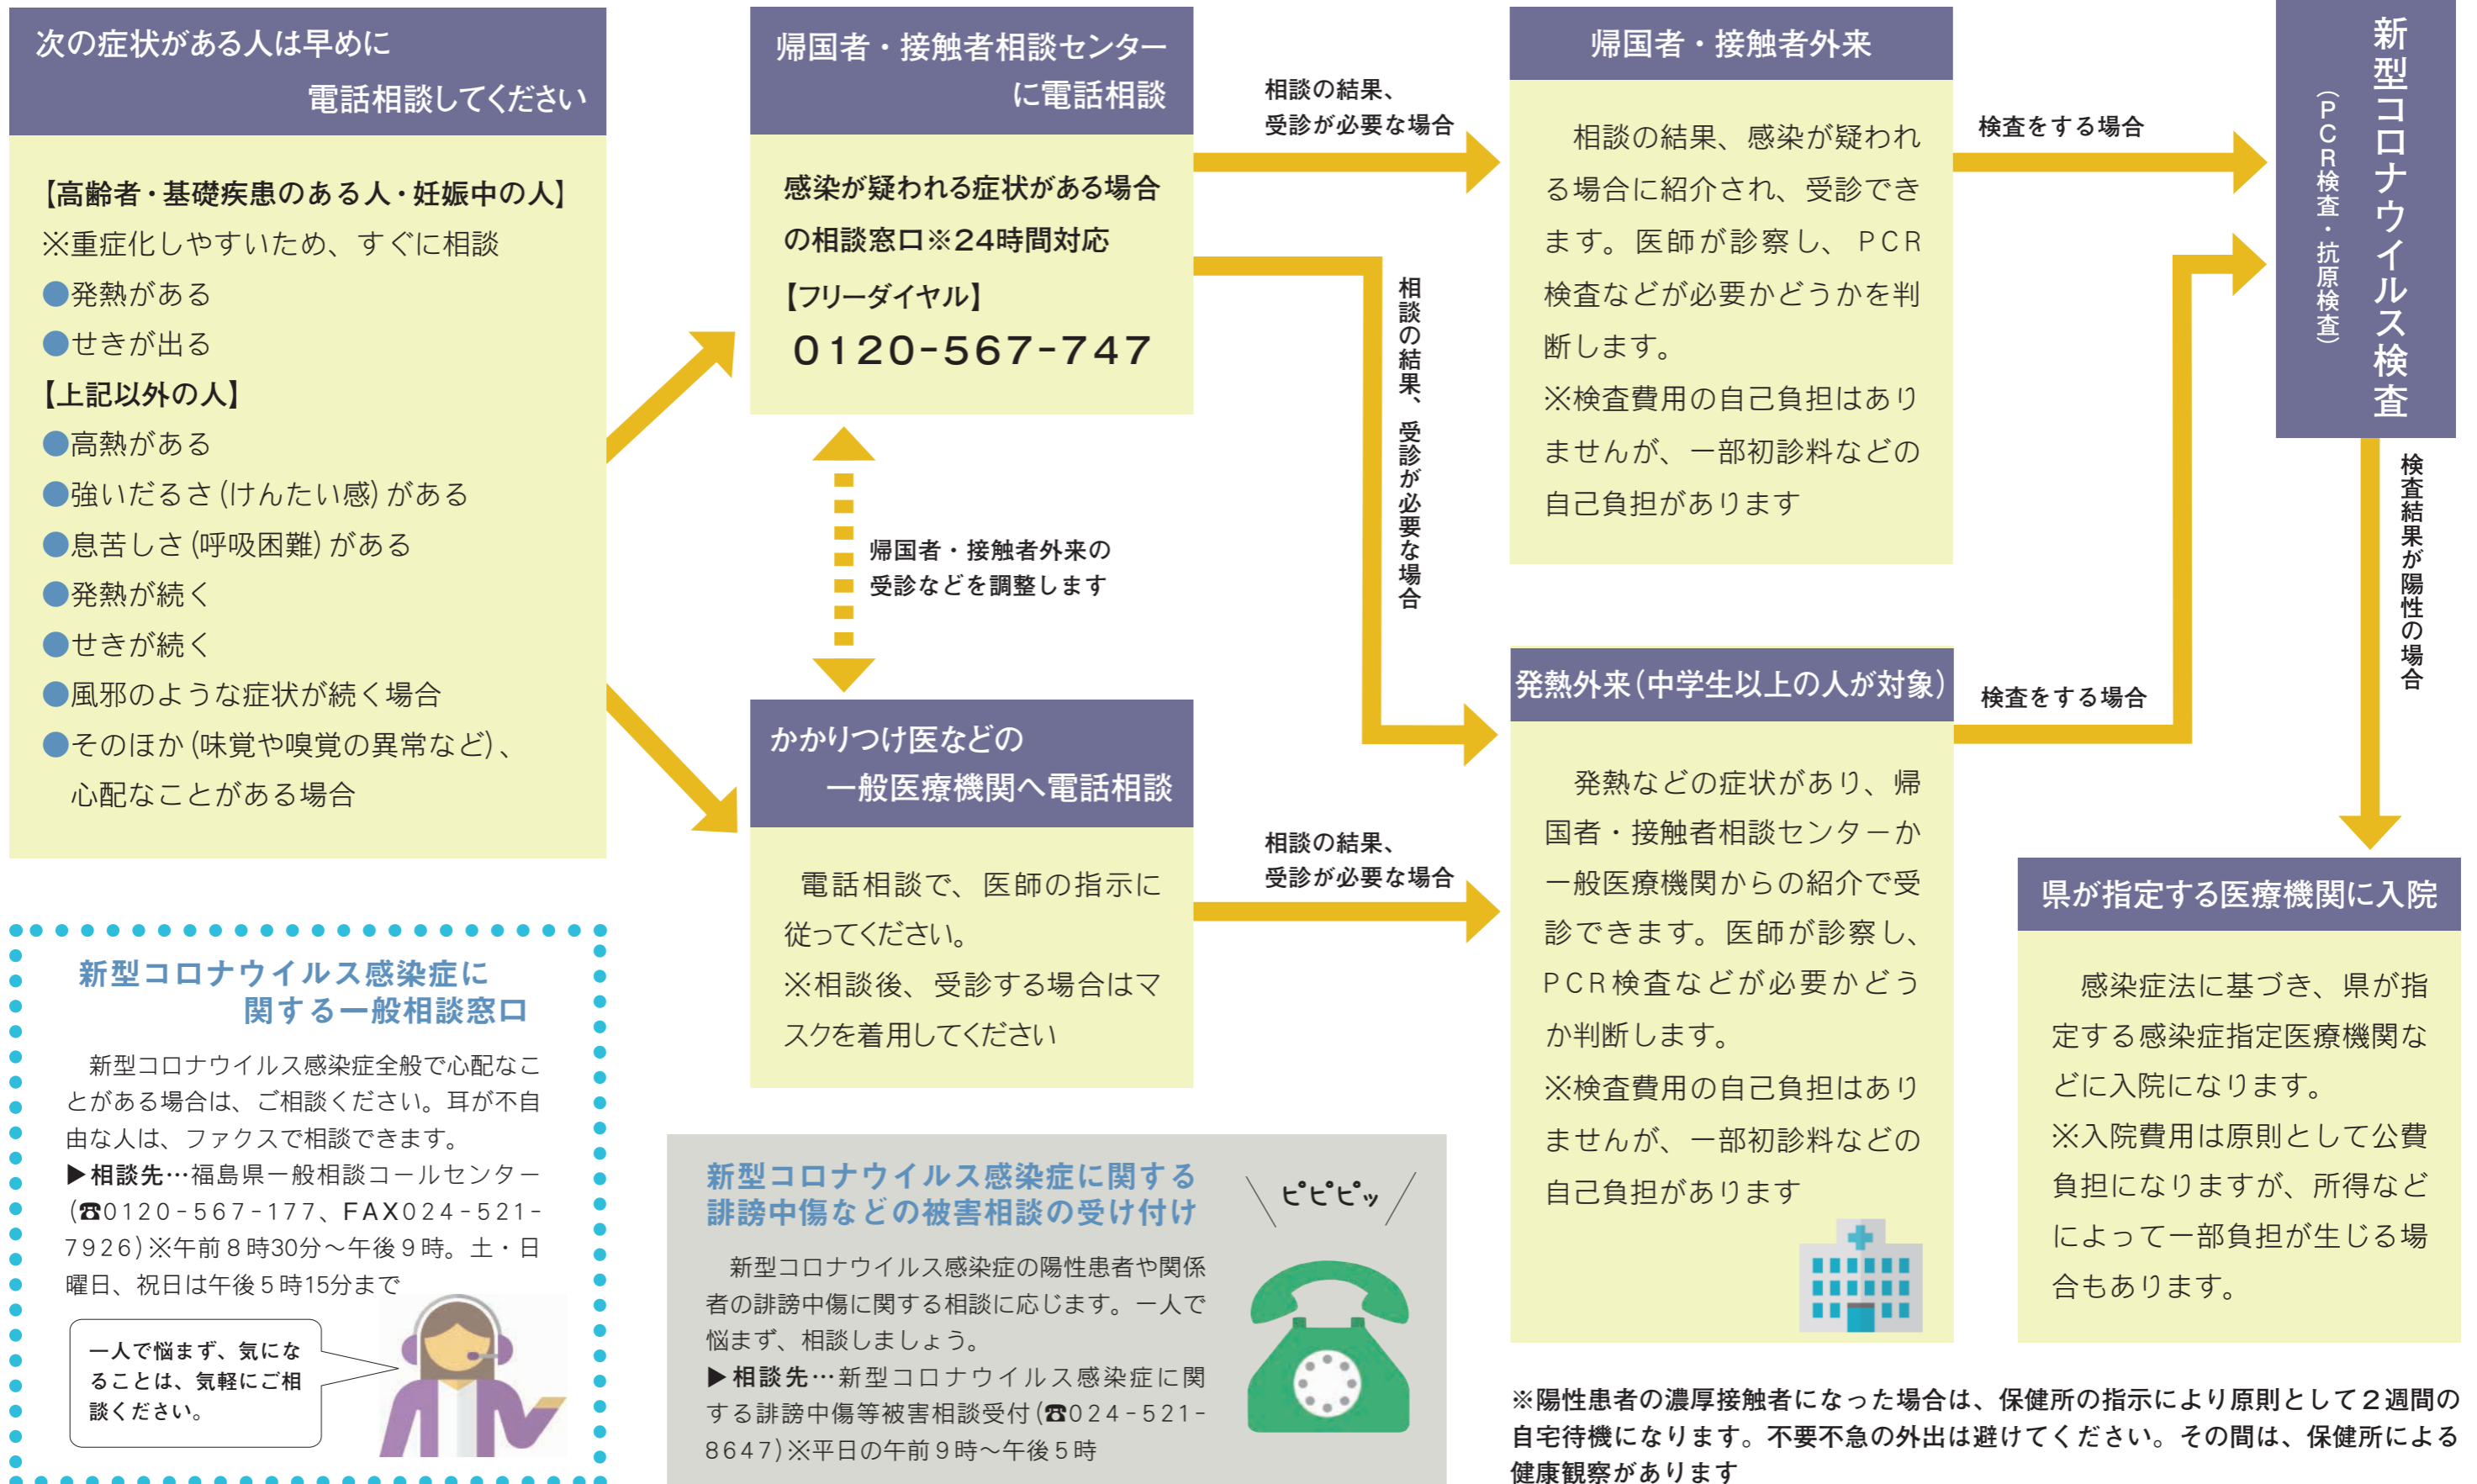 次の症状がある人は早めに
電話相談してください
【高齢者・基礎疾患のある人・妊娠中の人】
※重症化しやすいため、すぐに相談
●発熱がある
●せきが出る
【上記以外の人】
●高熱がある
●強いだるさ(けんたい感)がある
●息苦しさ(呼吸困難)がある
●発熱が続く
●せきが続く
●風邪のような症状が続く場合
●そのほか(味覚や嗅覚の異常など)、
心配なことがある場合
帰国者・接触者相談センター
に電話相談
感染が疑われる症状がある場合
の相談窓口※24時間対応
【フリーダイヤル】
0120-567-747
帰国者・接触者外来の
受診などを調整します
かかりつけ医などの
一般医療機関へ電話相談
電話相談で、医師の指示に
従ってください。
※相談後、受診する場合はマ
スクを着用してください
相談の結果、
受診が必要な場合
相談の結果、受診が必要な場合
相談の結果、
受診が必要な場合
帰国者・接触者外来
相談の結果、感染が疑われ
る場合に紹介され、受診でき
ます。医師が診察し、PCR
検査などが必要かどうかを判
断します。
※検査費用の自己負担はあり
ませんが、一部初診料などの
自己負担があります
検査をする場合
発熱外来(中学生以上の人が対象)
発熱などの症状があり、帰
国者・接触者相談センターか
一般医療機関からの紹介で受
診できます。医師が診察し、
PCR検査などが必要かどう
か判断します。
※検査費用の自己負担はあり
ませんが、一部初診料などの
自己負担があります
検査をする場合
新型コロナウイルス検査
(PCR検査・抗原検査)
検査結果が陽性の場合
県が指定する医療機関に入院
感染症法に基づき、県が指
定する感染症指定医療機関な
どに入院になります。
※入院費用は原則として公費
負担になりますが、所得など
によって一部負担が生じる場
合もあります。
新型コロナウイルス感染症に
関する一般相談窓口
新型コロナウイルス感染症全般で心配なこ
とがある場合は、ご相談ください。耳が不自
由な人は、ファクスで相談できます。
▶相談先…福島県一般相談コールセンター
(☎0120-567-177、FAX024-521-
7926)※午前8時30分~午後9時。土・日
曜日、祝日は午後5時15分まで
一人で悩まず、気にな
ることは、気軽にご相
談ください。
新型コロナウイルス感染症に関する
誹謗中傷などの被害相談の受け付け
新型コロナウイルス感染症の陽性患者や関係
者の誹謗中傷に関する相談に応じます。一人で
悩まず、相談しましょう。
▶相談先…新型コロナウイルス感染症に関
する誹謗中傷等被害相談受付(☎024-521-
8647)※平日の午前9時~午後5時
ピピピッ
※陽性患者の濃厚接触者になった場合は、保健所の指示により原則として2週間の
自宅待機になります。不要不急の外出は避けてください。その間は、保健所による
健康観察があります